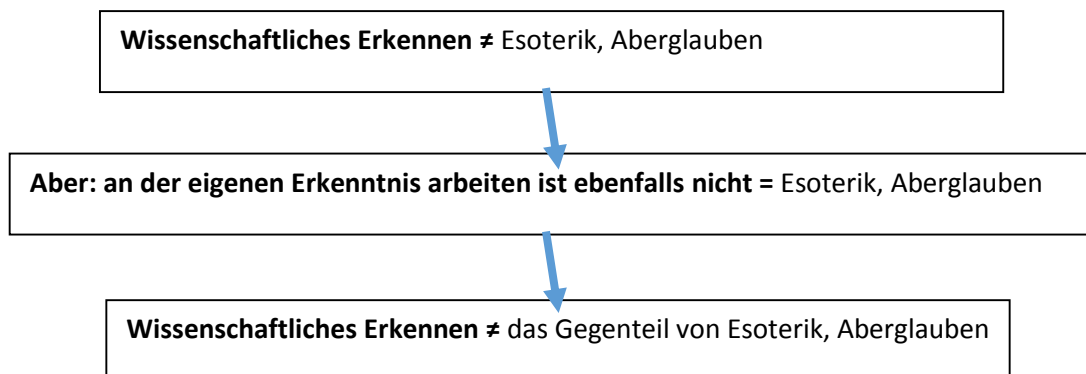 Wissenschaftliches Erkennen ≠ Esoterik, Aberglauben
Aber: an der eigenen Erkenntnis arbeiten ist ebenfalls nicht = Esoterik, Aberglauben
Wissenschaftliches Erkennen ≠ das Gegenteil von Esoterik, Aberglauben